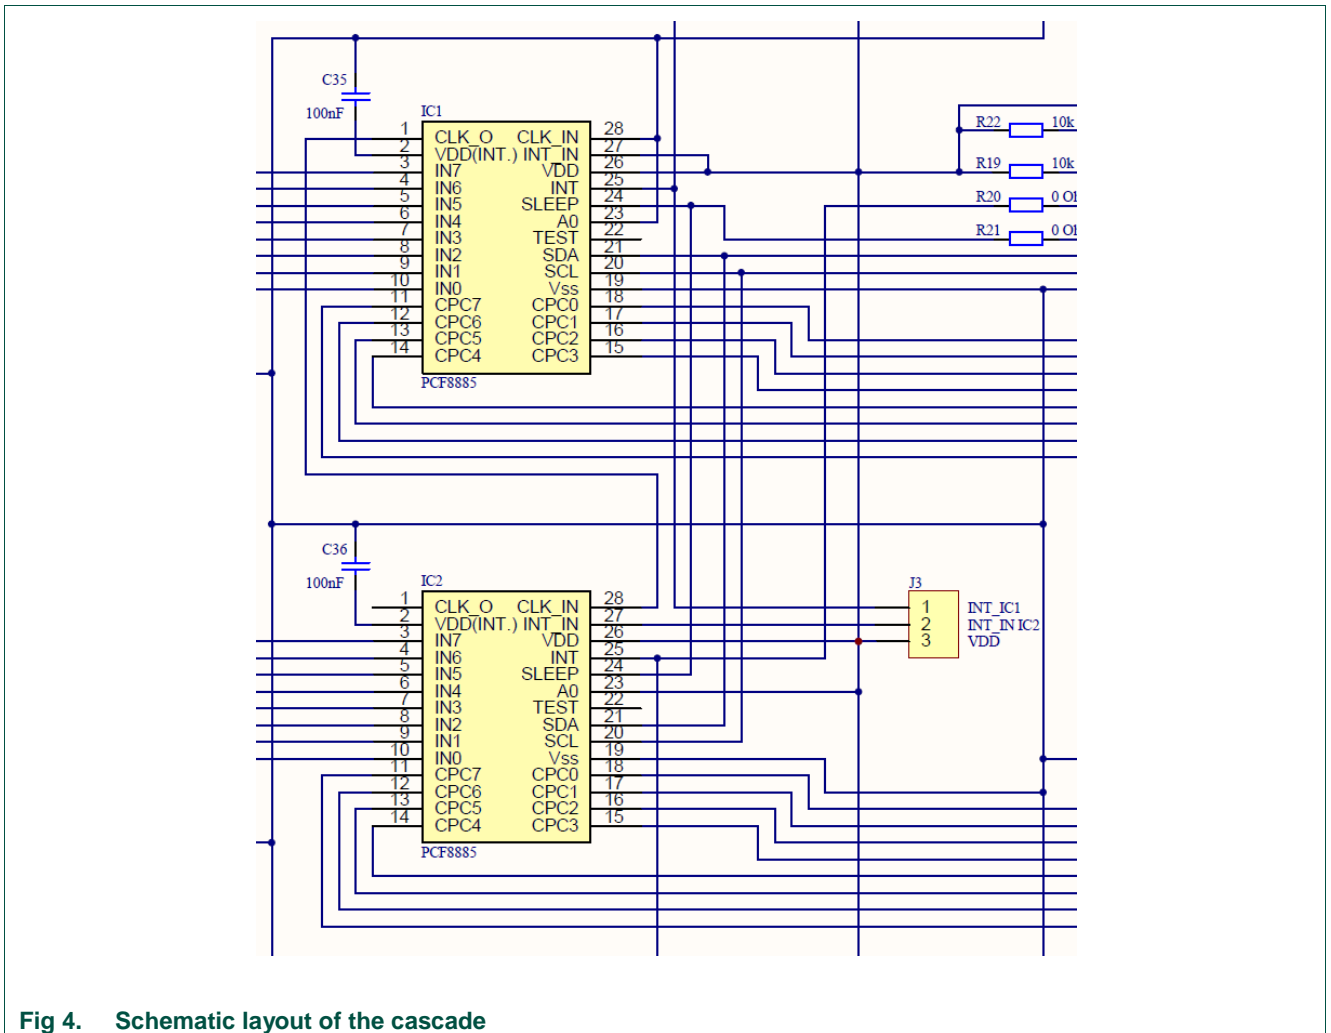 C35
100nF
IC1
1 CLK_O CLK_IN 28
2 VDD(INT.) INT_IN 27
3 IN7 VDD 26
4 IN6 INT 25
5 IN5 SLEEP 24
6 IN4 A0 23
7 IN3 TEST 22
8 IN2 SDA 21
9 IN1 SCL 20
10 IN0 Vss 19
11 CPC7 CPC0 18
12 CPC6 CPC1 17
13 CPC5 CPC2 16
14 CPC4 CPC3 15
PCF8885
R22 10k
R19 10k
R20 0 
R21 0 
C36
100nF
IC2
1 CLK_O CLK_IN 28
2 VDD(INT.) INT_IN 27
3 IN7 VDD 26
4 IN6 INT 25
5 IN5 SLEEP 24
6 IN4 A0 23
7 IN3 TEST 22
8 IN2 SDA 21
9 IN1 SCL 20
10 IN0 Vss 19
11 CPC7 CPC0 18
12 CPC6 CPC1 17
13 CPC5 CPC2 16
14 CPC4 CPC3 15
PCF8885
J3
1 INT_IC1
2 INT_IN IC2
3 VDD
Fig 4. Schematic layout of the cascade